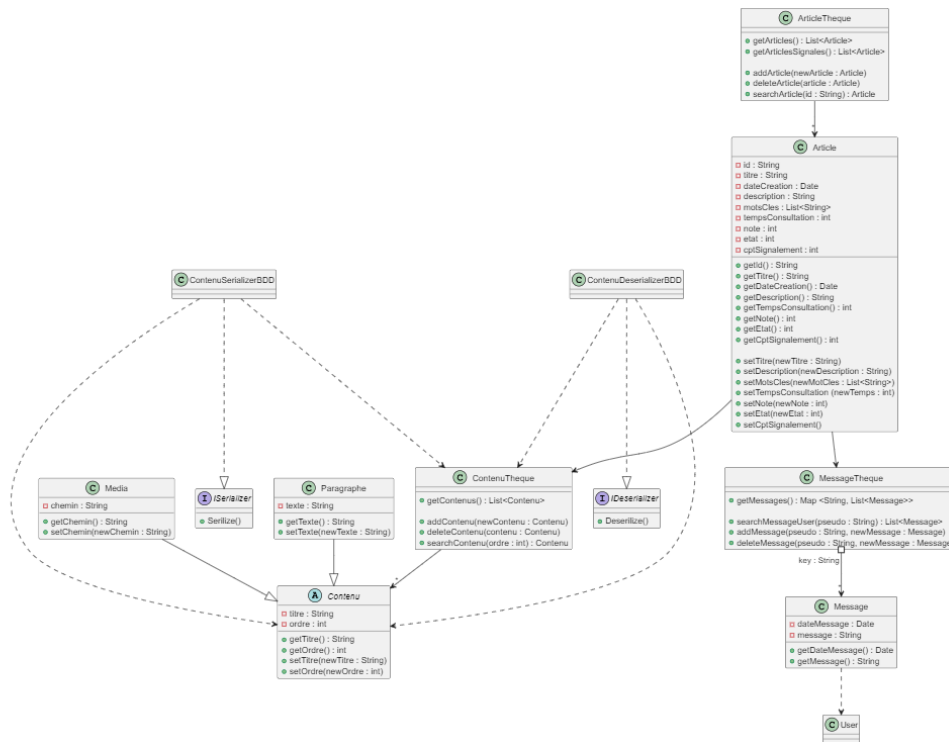 C ArticleTheque
getArticles() : List<Article>
getArticlesSignales() : List<Article>
addArticle(newArticle : Article)
deleteArticle(article : Article)
searchArticle(id : String) : Article
*
C Article
id : String
titre : String
dateCreation : Date
description : String
motsCles : List<String>
tempsConsultation : int
note : int
etat : int
cptSignalement : int
getId() : String
getTitre() : String
getDateCreation() : Date
getDescription() : String
getTempsConsultation() : int
getNote() : int
getEtat() : int
getCptSignalement() : int
setTitre(newTitre : String)
setDescription(newDescription : String)
setMotsCles(newMotCles : List<String>)
setTempsConsultation (newTemps : int)
setNote(newNote : int)
setEtat(newEtat : int)
setCptSignalement()
C ContenuSerializerBDD
C ContenuDeserializerBDD
C Media
chemin : String
getChemin() : String
setChemin(newChemin : String)
I ISerializer
Serilize()
C Paragraphe
texte : String
getTexte() : String
setTexte(newTexte : String)
C ContenuTheque
getContenus() : List<Contenu>
addContenu(newContenu : Contenu)
deleteContenu(contenu : Contenu)
searchContenu(ordre : int) : Contenu
I IDeserializer
Deserilize()
C MessageTheque
getMessages() : Map <String, List<Message>>
searchMessageUser(pseudo : String) : List<Message>
addMessage(pseudo : String, newMessage : Message)
deleteMessage(pseudo : String, newMessage : Message)
key : String
*
*
A Contenu
titre : String
ordre : int
getTitre() : String
getOrdre() : int
setTitre(newTitre : String)
setOrdre(newOrdre : int)
C Message
dateMessage : Date
message : String
getDateMessage() : Date
getMessage() : String
C User